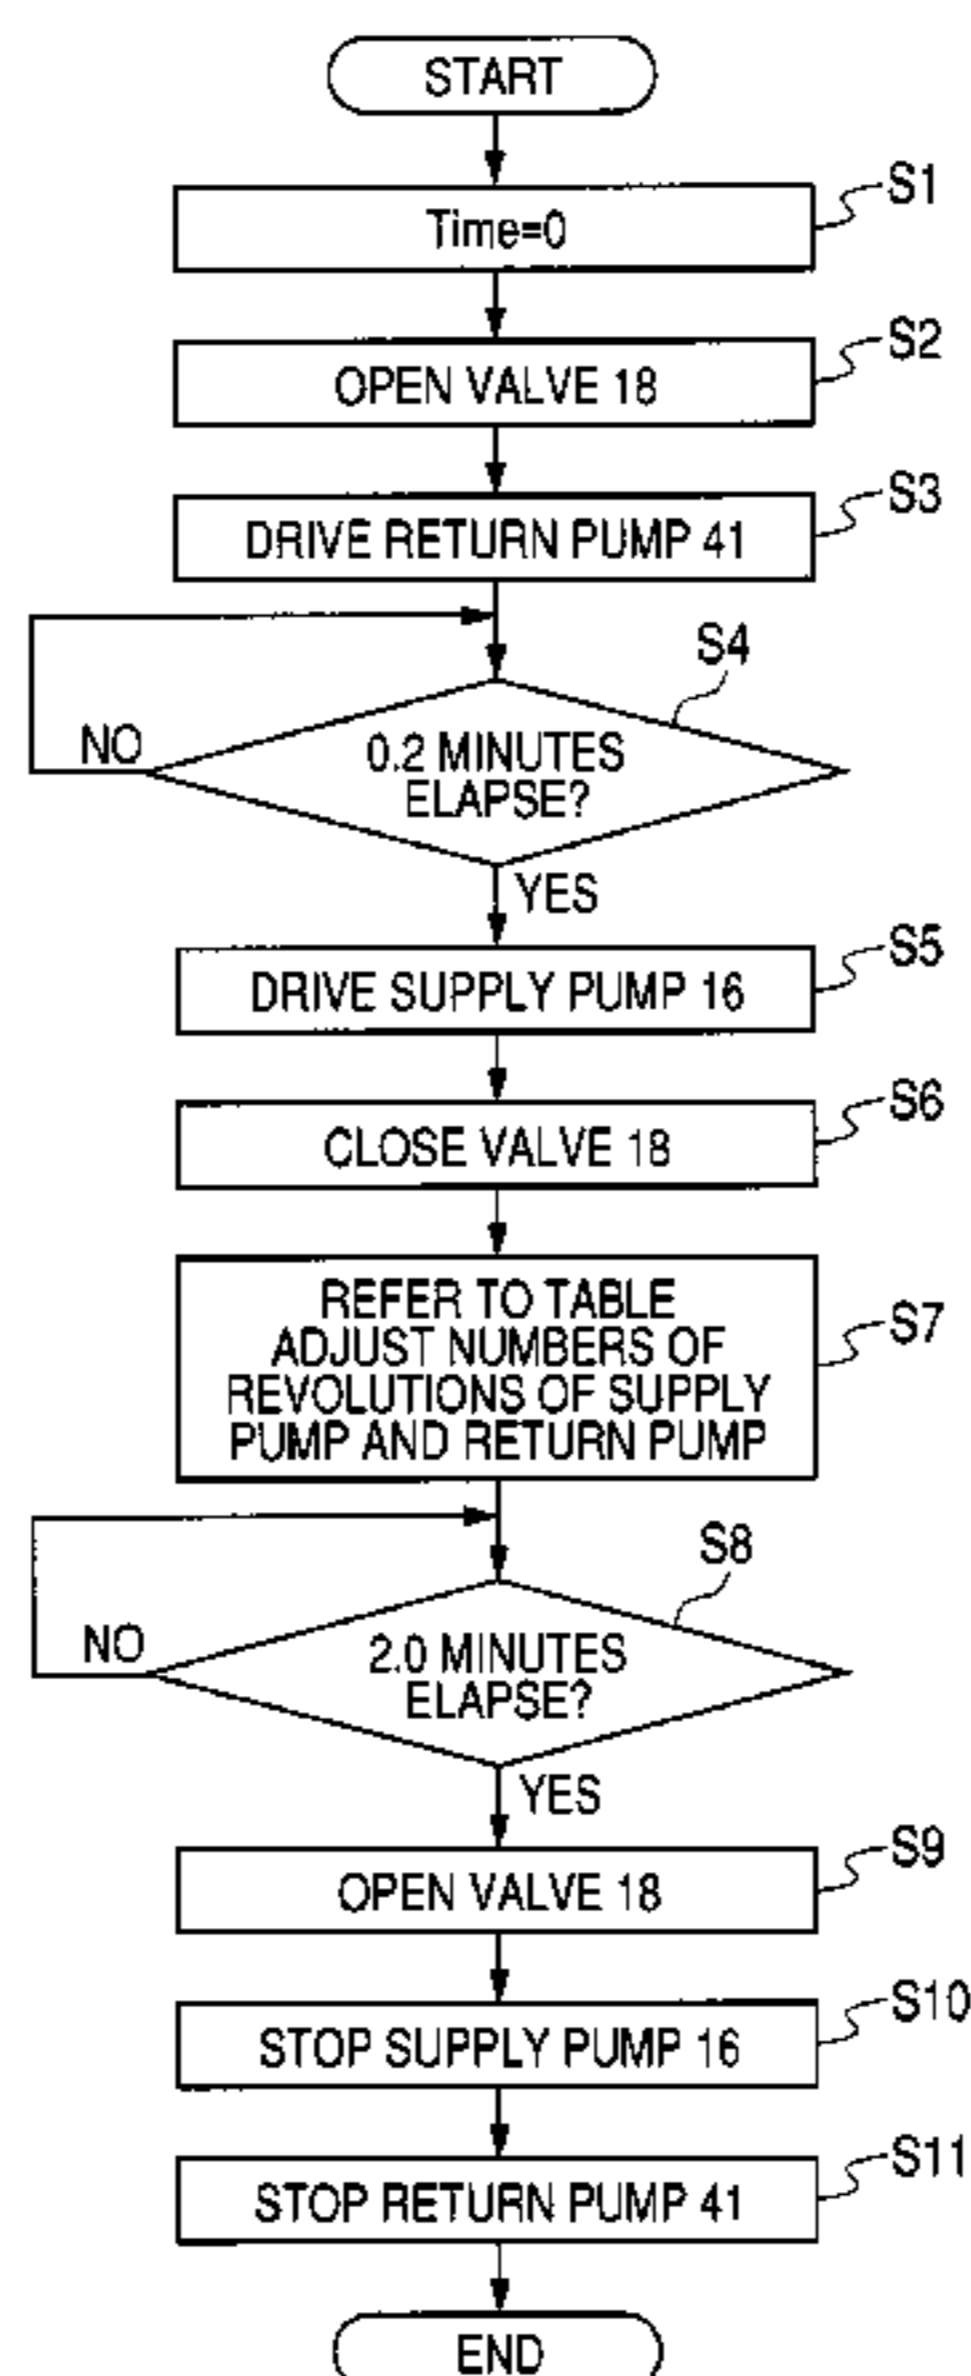 START
S1
Time=0
S2
OPEN VALVE 18
S3
DRIVE RETURN PUMP 41
S4
NO
0.2 MINUTES
ELAPSE?
YES
S5
DRIVE SUPPLY PUMP 16
S6
CLOSE VALVE 18
S7
REFER TO TABLE
ADJUST NUMBERS OF
REVOLUTIONS OF SUPPLY
PUMP AND RETURN PUMP
S8
NO
2.0 MINUTES
ELAPSE?
YES
S9
OPEN VALVE 18
S10
STOP SUPPLY PUMP 16
S11
STOP RETURN PUMP 41
END